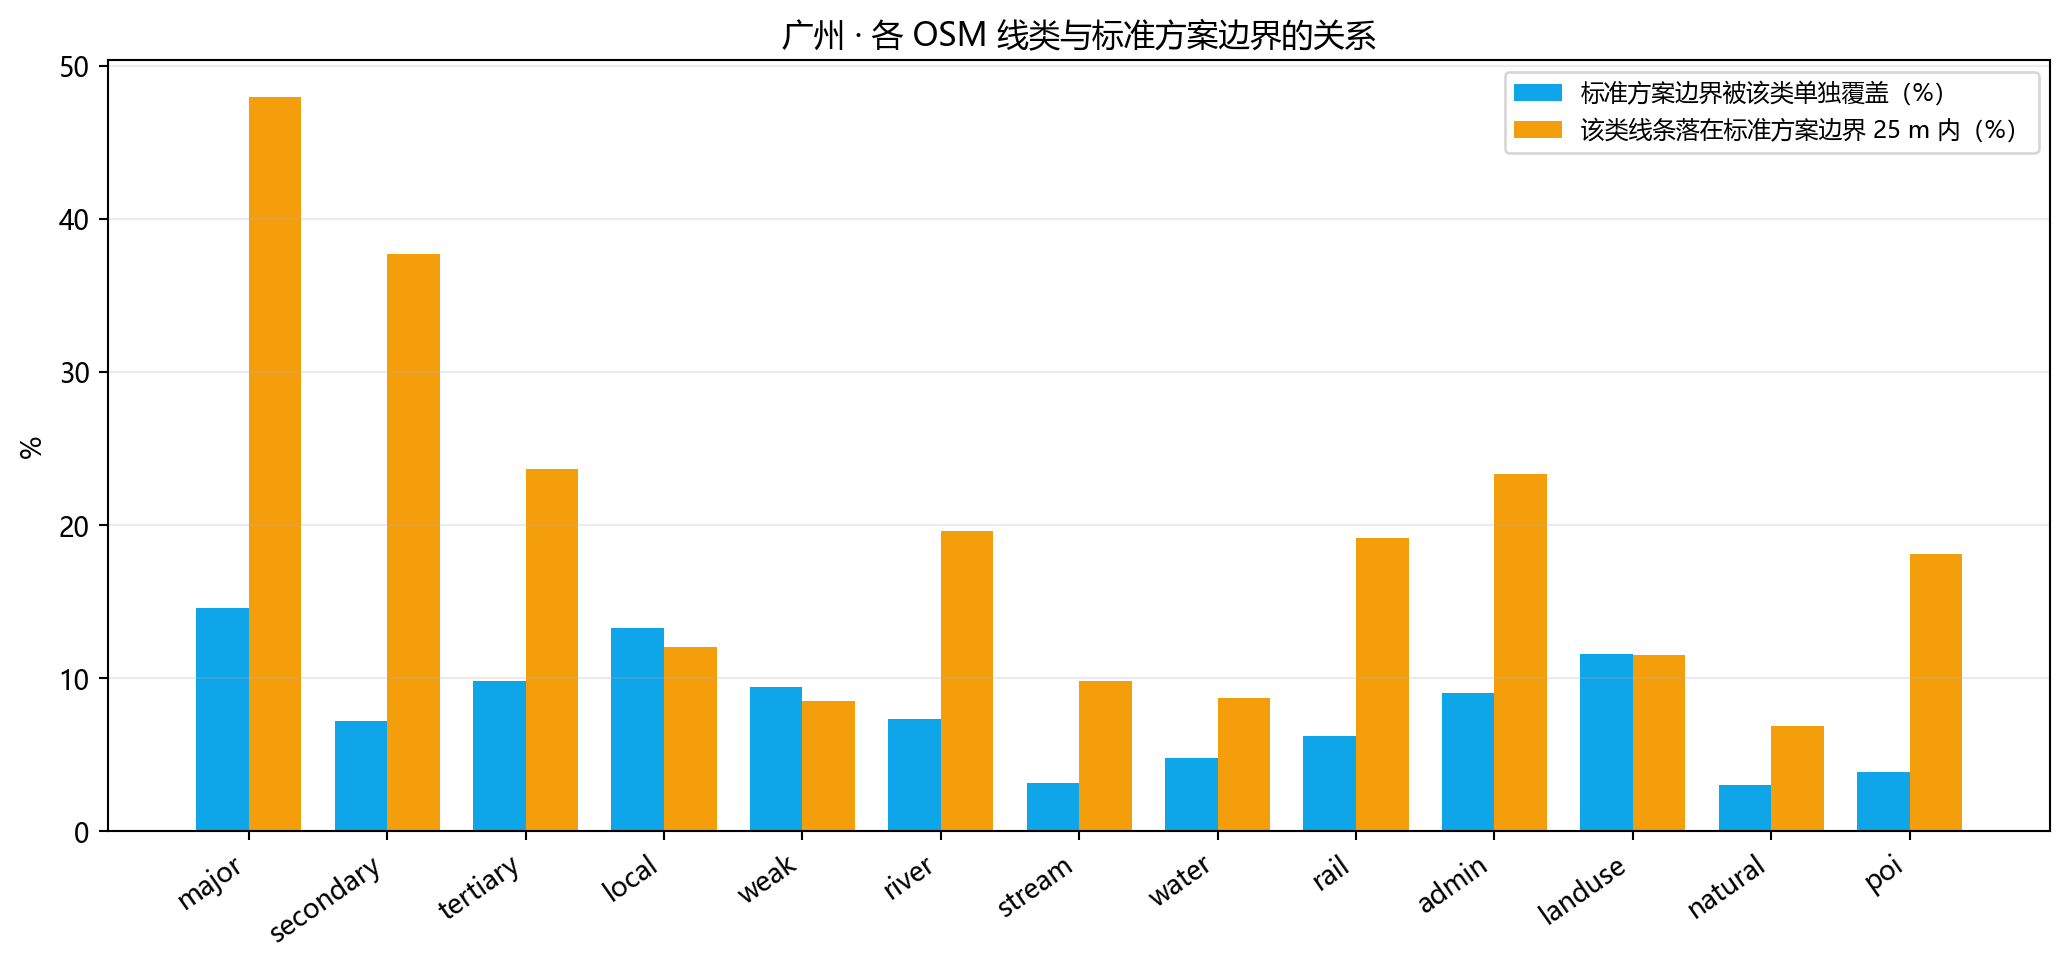 广州 · 各 OSM 线类与标准方案边界的关系
标准方案边界被该类单独覆盖（%）
该类线条落在标准方案边界 25 m 内（%）
%
50
40
30
20
10
0
major
secondary
tertiary
local
weak
river
stream
water
rail
admin
landuse
natural
poi